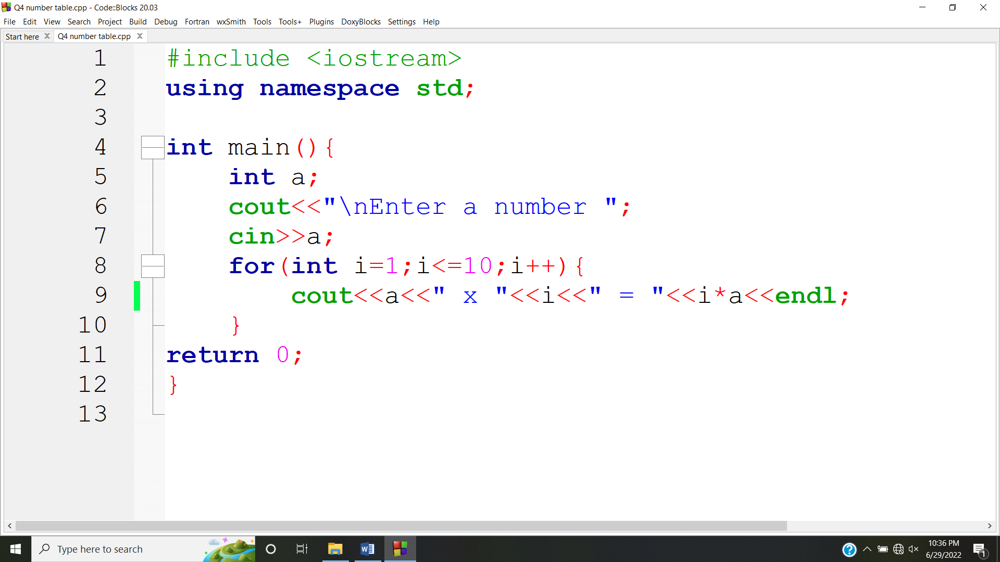 Q4 number table.cpp - Code::Blocks 20.03
File Edit View Search Project Build Debug Fortran wxSmith Tools Tools+ Plugins DoxyBlocks Settings Help
Start here Q4 number table.cpp
1 #include <iostream>
2 using namespace std;
3
4 int main(){
5     int a;
6     cout<<"\nEnter a number ";
7     cin>>a;
8     for(int i=1;i<=10;i++){
9         cout<<a<<" x "<<i<<" = "<<i*a<<endl;
10     }
11 return 0;
12 }
13
Type here to search
10:36 PM
6/29/2022
1